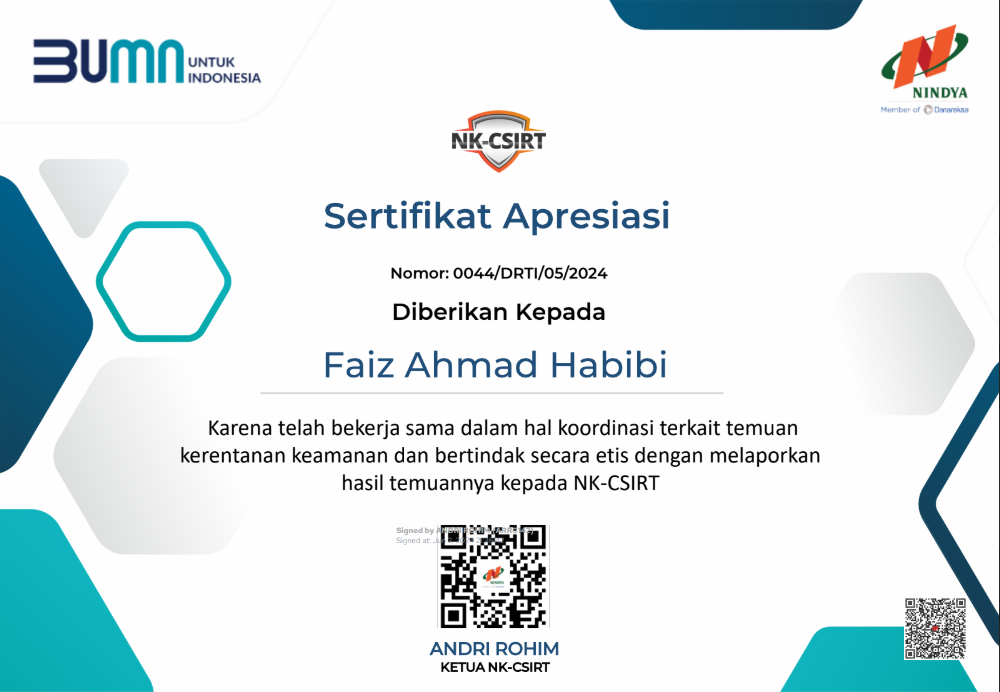 BUMN UNTUK
INDONESIA
NINDYA
Member of Danareksa
NK-CSIRT
Sertifikat Apresiasi
Nomor: 0044/DRTI/05/2024
Diberikan Kepada
Faiz Ahmad Habibi
Karena telah bekerja sama dalam hal koordinasi terkait temuan
kerentanan keamanan dan bertindak secara etis dengan melaporkan
hasil temuannya kepada NK-CSIRT
Signed by
Signed at:
NINDYA
ANDRI ROHIM
KETUA NK-CSIRT